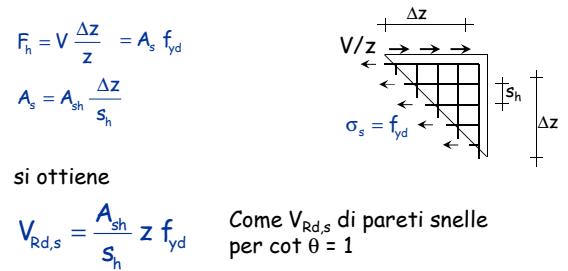 F_h = V Δz/z = A_s f_yd
A_s = A_sh Δz/s_h
Δz
V/z
s_h
Δz
σ_s = f_yd
si ottiene
V_Rd,s = A_sh/s_h z f_yd
Come V_Rd,s di pareti snelle
per cot θ = 1